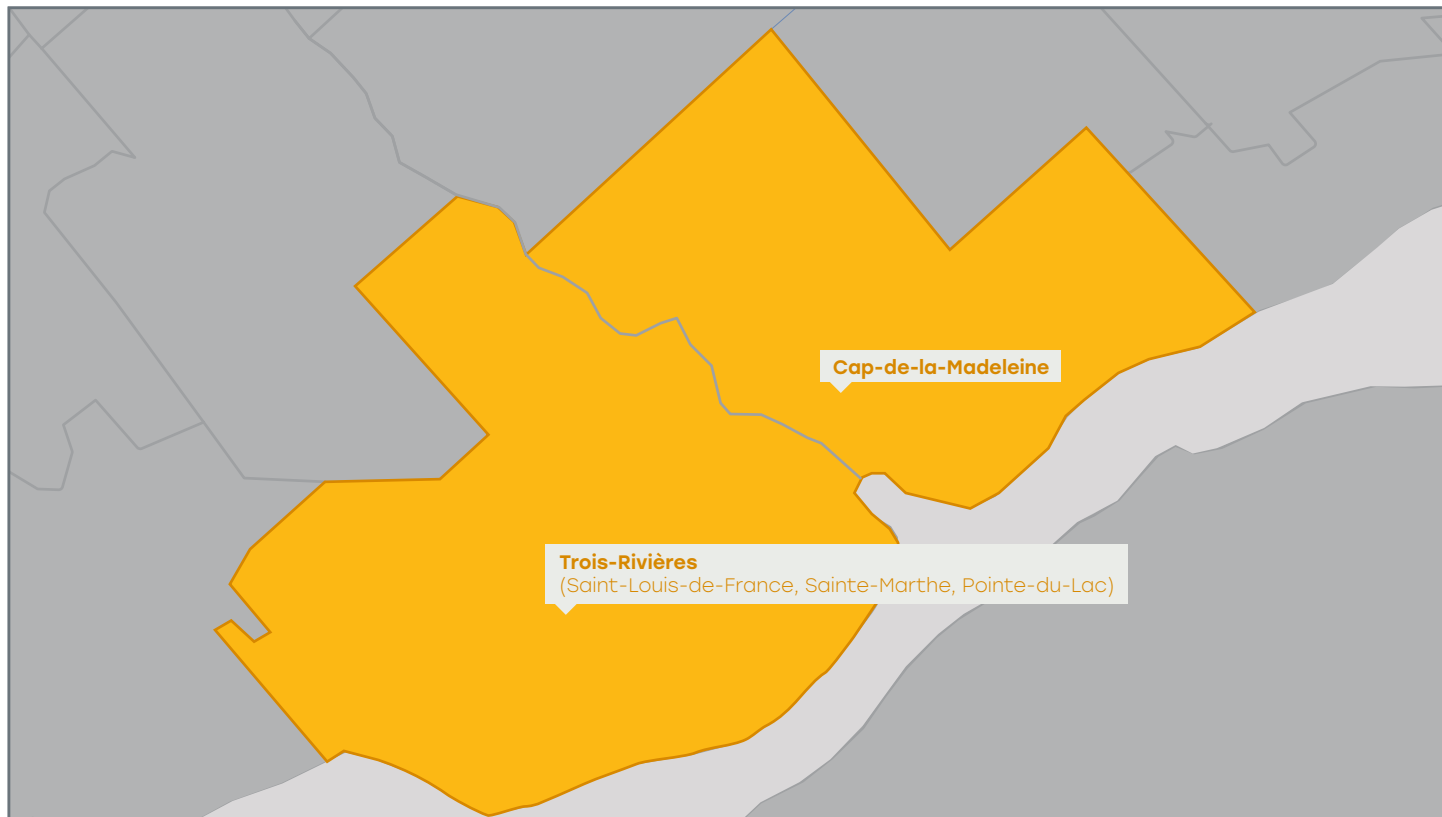 Cap-de-la-Madeleine
Trois-Rivières
(Saint-Louis-de-France, Sainte-Marthe, Pointe-du-Lac)